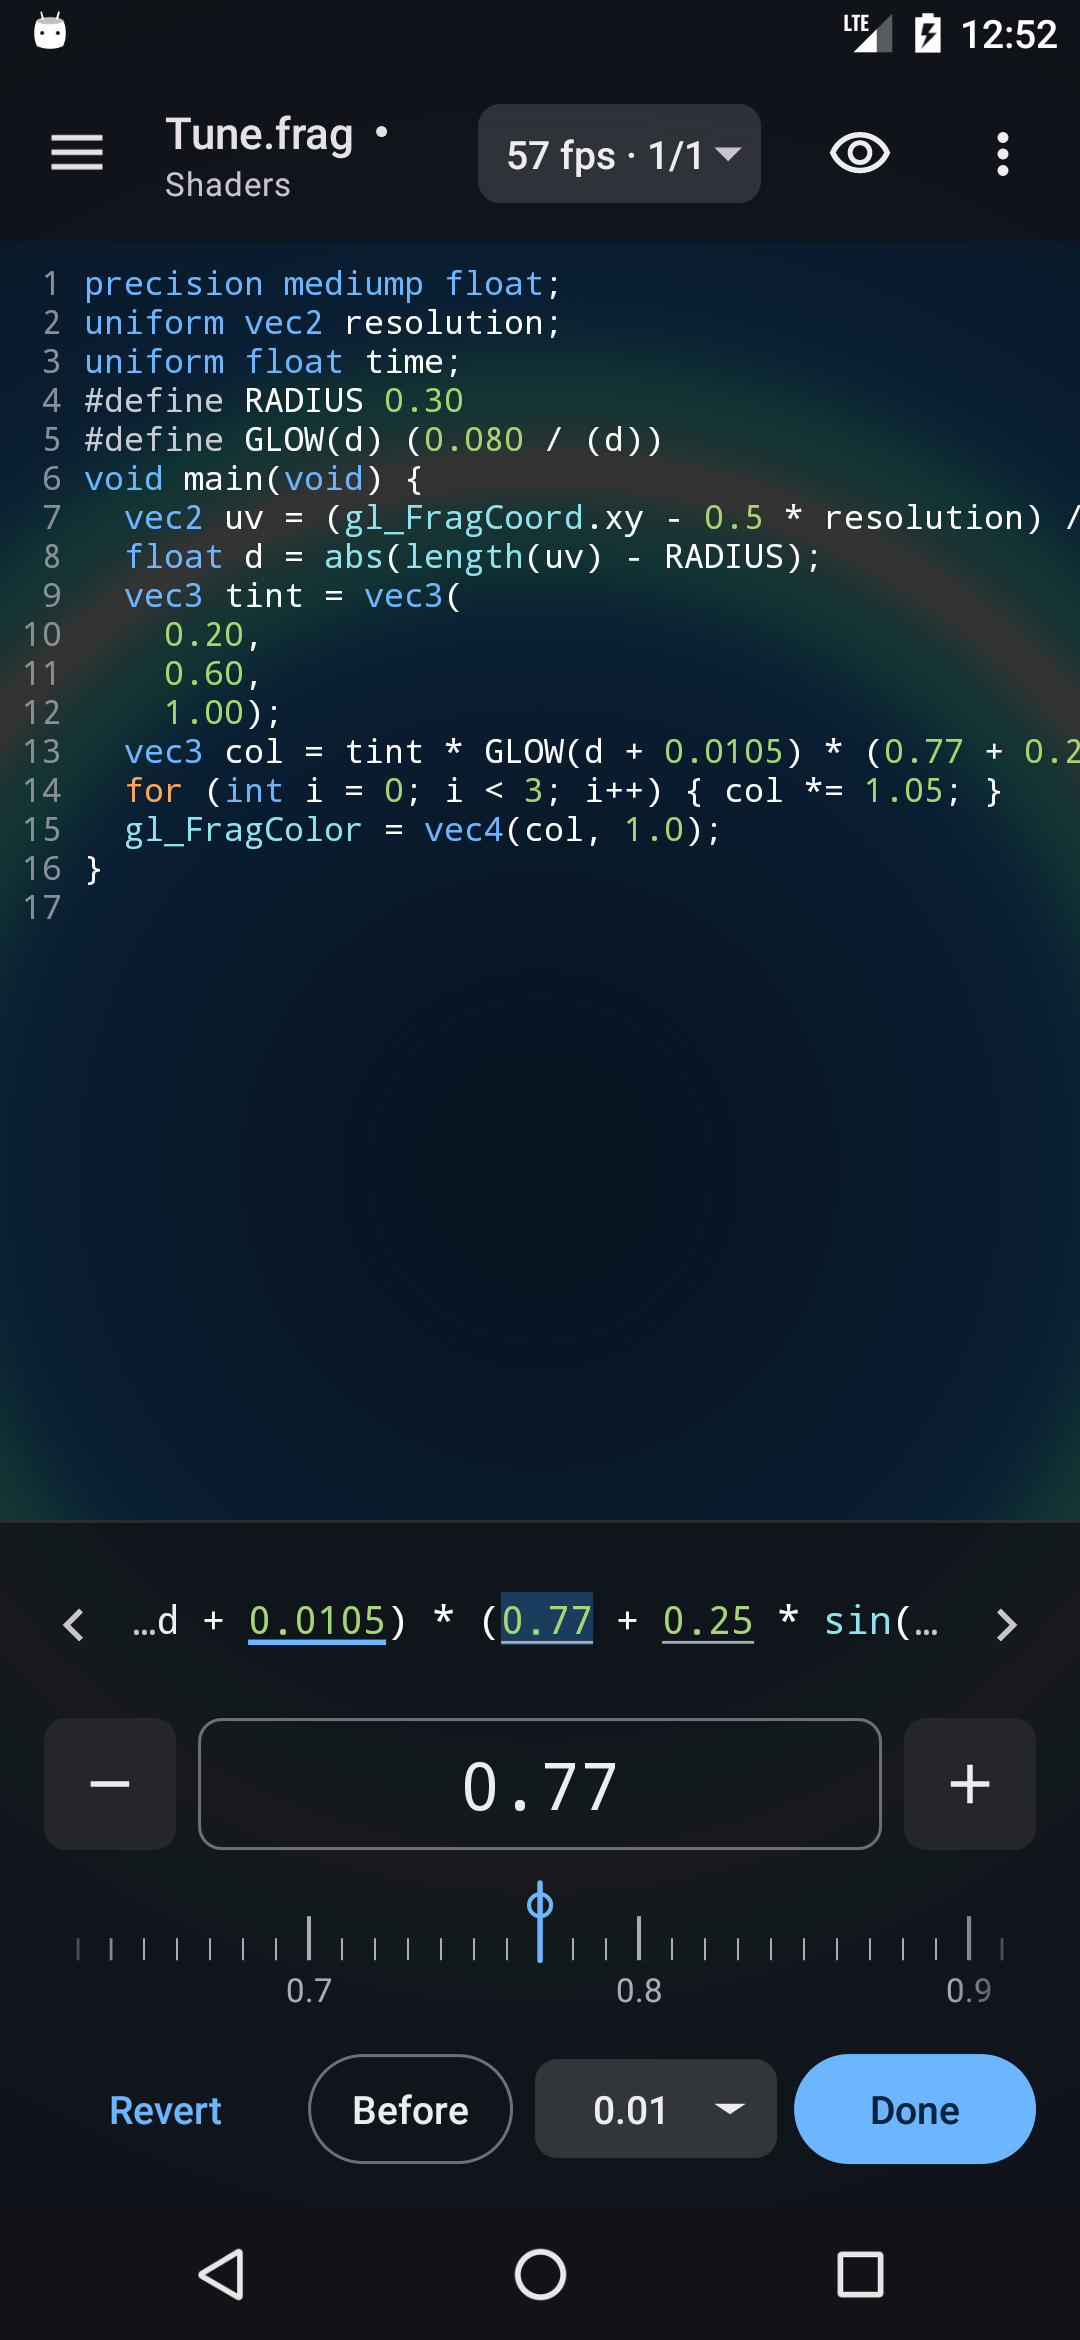 LTE 12:52
Tune.frag •
Shaders
57 fps · 1/1
1 precision mediump float;
2 uniform vec2 resolution;
3 uniform float time;
4 #define RADIUS 0.30
5 #define GLOW(d) (0.080 / (d))
6 void main(void) {
7 vec2 uv = (gl_FragCoord.xy - 0.5 * resolution) /
8 float d = abs(length(uv) - RADIUS);
9 vec3 tint = vec3(
10 0.20,
11 0.60,
12 1.00);
13 vec3 col = tint * GLOW(d + 0.0105) * (0.77 + 0.2
14 for (int i = 0; i < 3; i++) { col *= 1.05; }
15 gl_FragColor = vec4(col, 1.0);
16 }
17
…d + 0.0105) * (0.77 + 0.25 * sin(…
− 0.77 +
0.7 0.8 0.9
Revert Before 0.01 Done